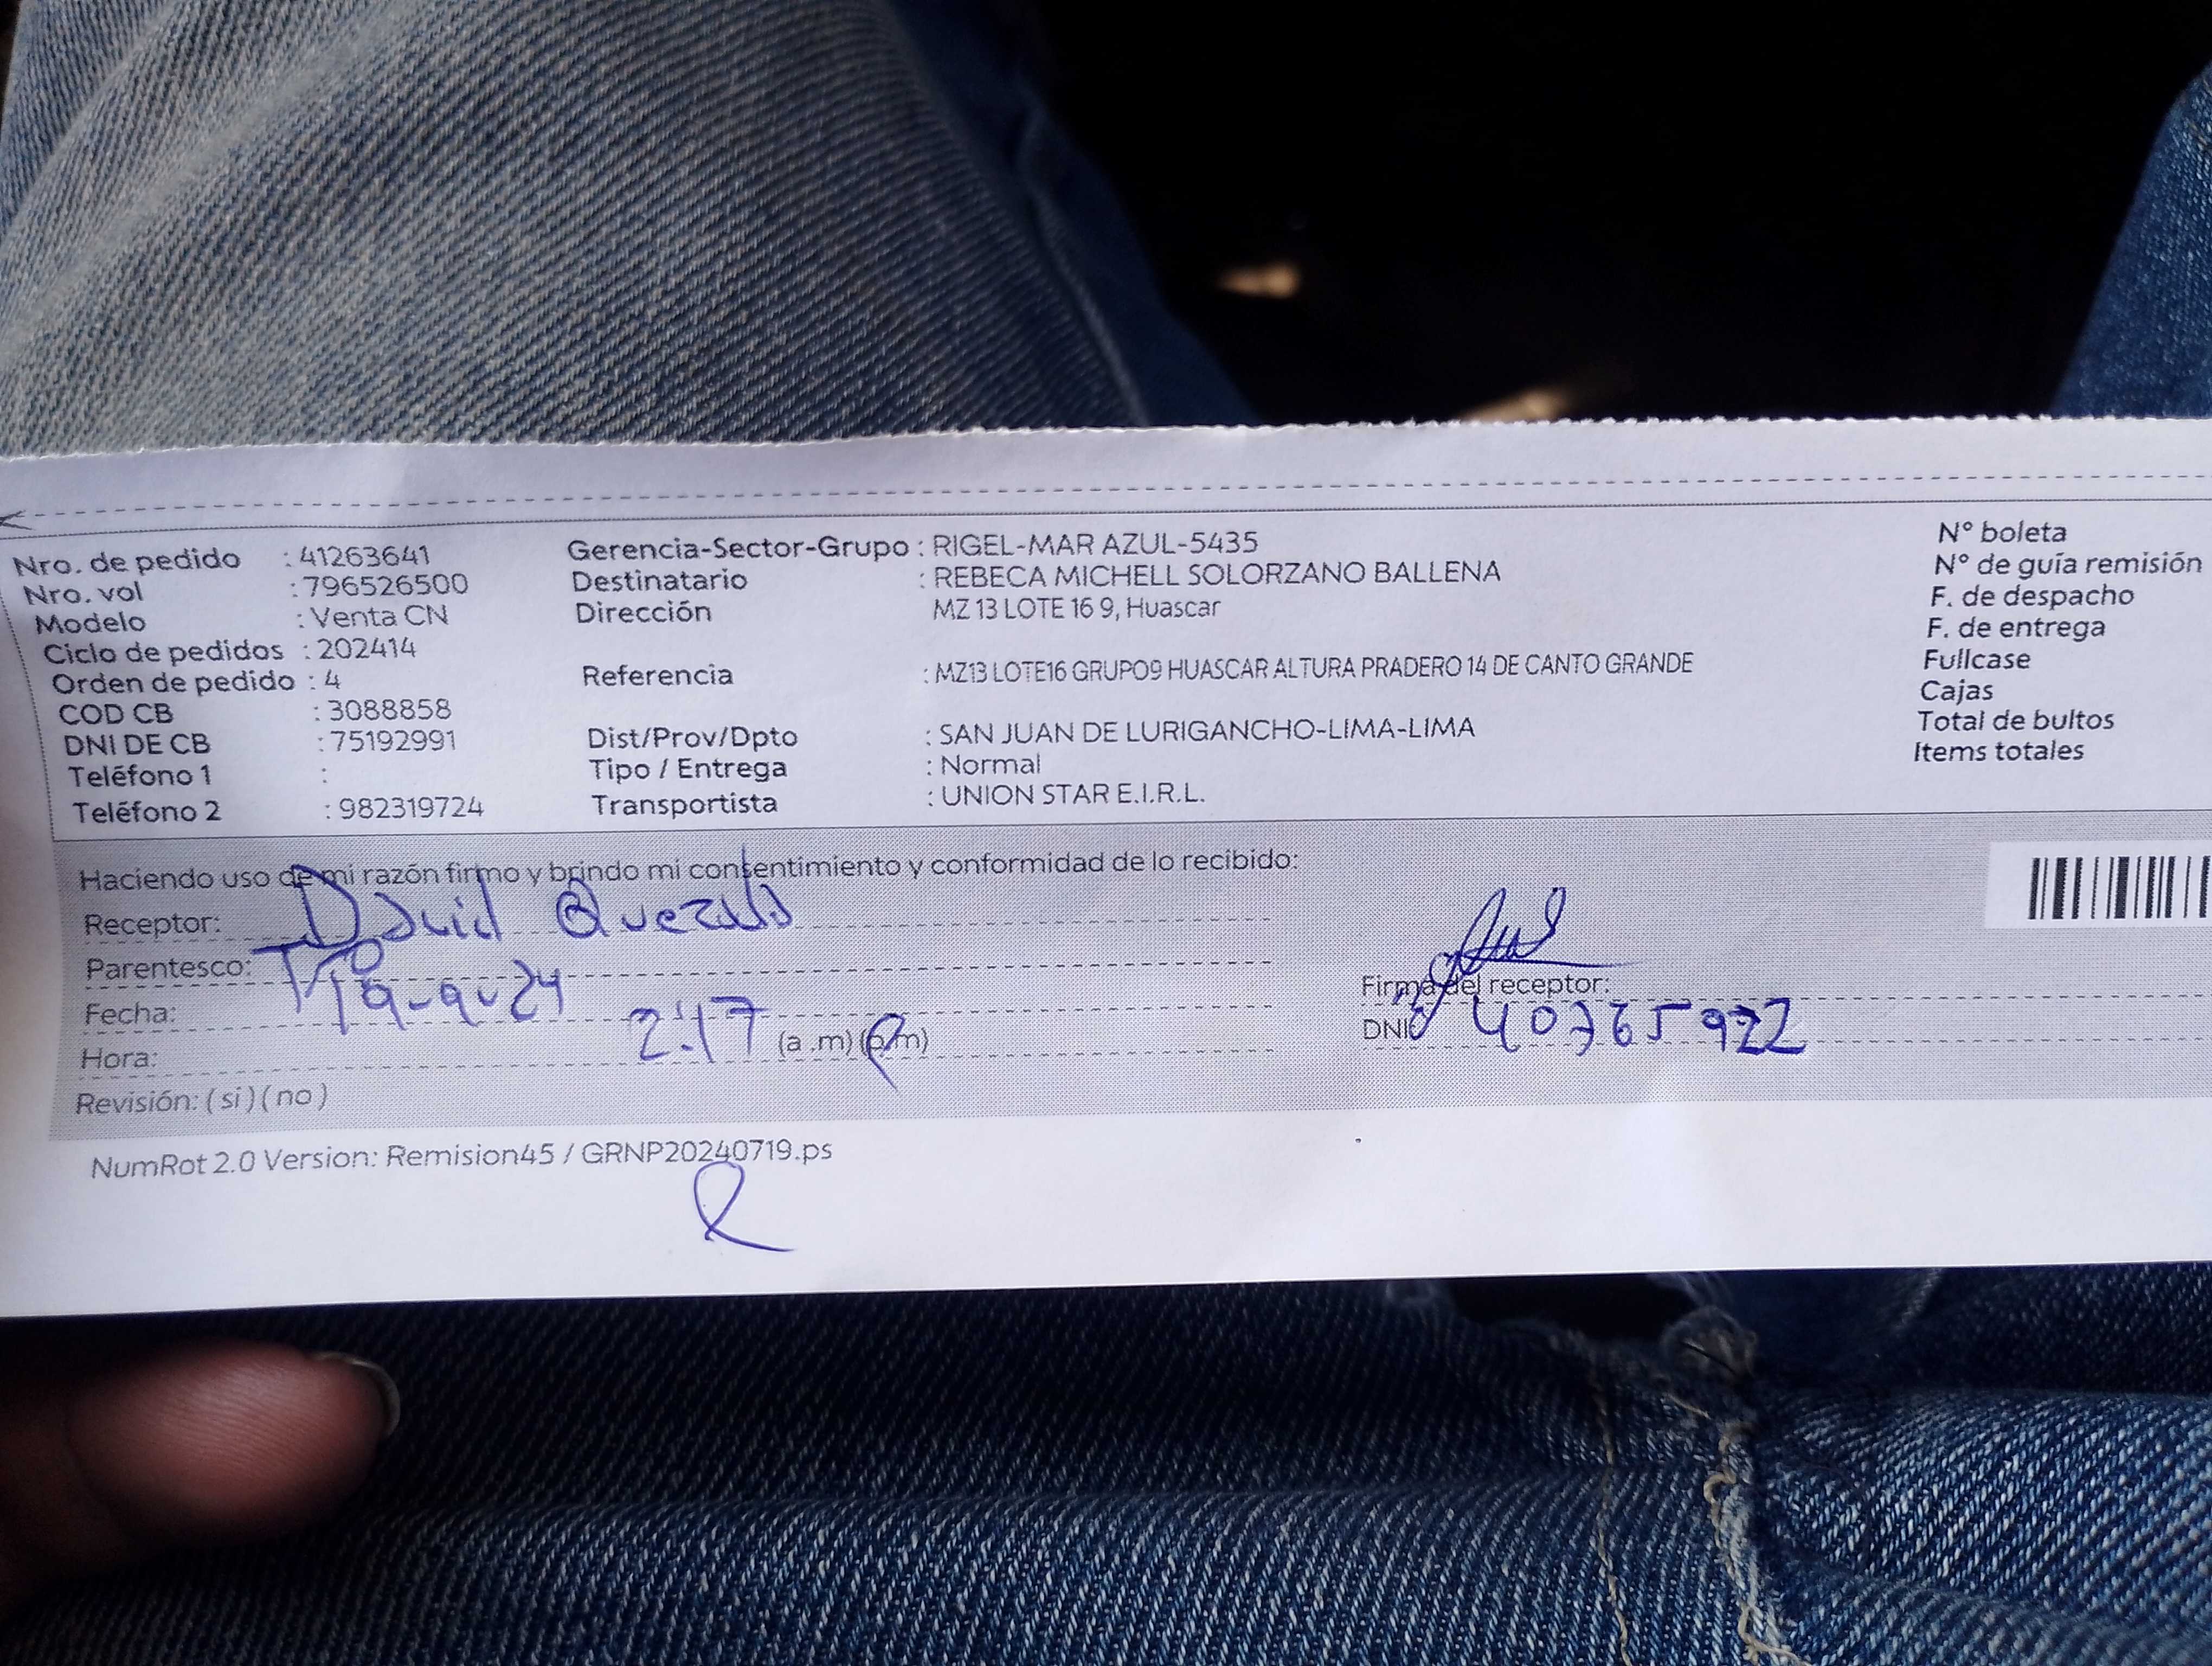 Nro. de pedido : 41263641
Nro. vol : 796526500
Modelo : Venta CN
Ciclo de pedidos : 202414
Orden de pedido : 4
COD CB : 3088858
DNI DE CB : 75192991
Teléfono 1 :
Teléfono 2 : 982319724
Gerencia-Sector-Grupo : RIGEL-MAR AZUL-5435
Destinatario : REBECA MICHELL SOLORZANO BALLENA
Dirección MZ 13 LOTE 16 9, Huascar
Referencia : MZ13 LOTE16 GRUPO9 HUASCAR ALTURA PRADERO 14 DE CANTO GRANDE
Dist/Prov/Dpto : SAN JUAN DE LURIGANCHO-LIMA-LIMA
Tipo / Entrega : Normal
Transportista : UNION STAR E.I.R.L.
N° boleta
N° de guía remisión
F. de despacho
F. de entrega
Fullcase
Cajas
Total de bultos
Items totales
Haciendo uso de mi razón firmo y brindo mi consentimiento y conformidad de lo recibido:
Receptor: David
Parentesco: Tio
Fecha: 19-9-24
Hora: 2:17 (a .m) (p.m)
Revisión: ( si ) ( no )
Firma del receptor:
DNI
NumRot 2.0 Version: Remision45 / GRNP20240719.ps